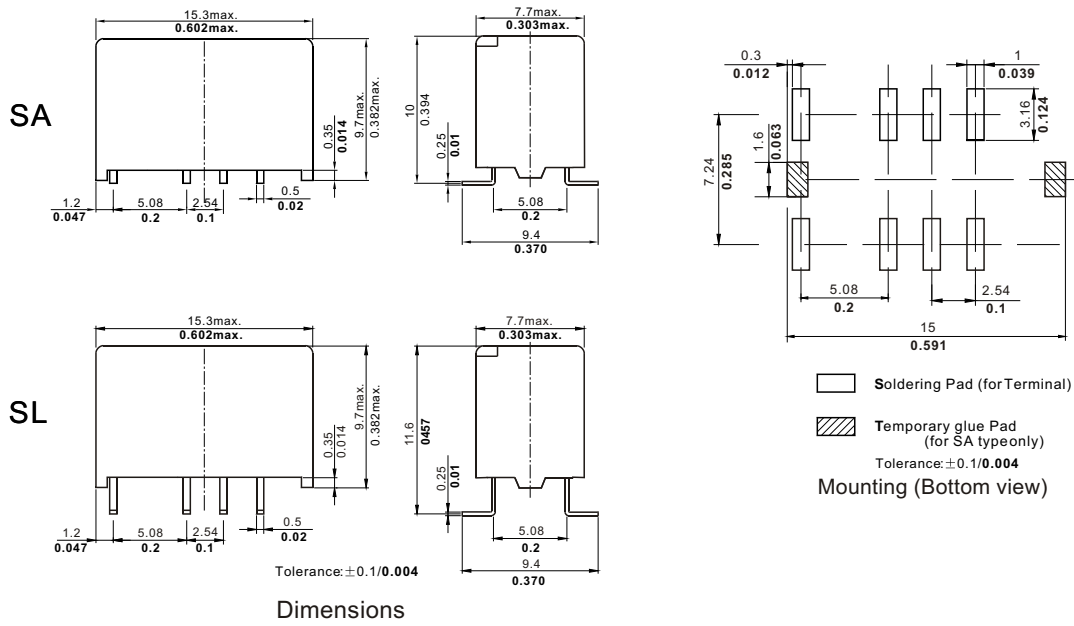 SA
15.3max.
0.602max.
0.35
0.014
9.7max.
0.382max.
1.2
0.047
5.08
0.2
2.54
0.1
0.5
0.02
7.7max.
0.303max.
10
0.394
0.25
0.01
5.08
0.2
9.4
0.370
SL
15.3max.
0.602max.
0.35
0.014
9.7max.
0.382max.
1.2
0.047
5.08
0.2
2.54
0.1
0.5
0.02
7.7max.
0.303max.
11.6
0457
0.25
0.01
5.08
0.2
9.4
0.370
Tolerance:±0.1/0.004
Dimensions
0.3
0.012
1
0.039
3.16
0.124
1.6
0.063
7.24
0.285
5.08
0.2
2.54
0.1
15
0.591
Soldering Pad (for Terminal)
Temporary glue Pad
(for SA typeonly)
Tolerance:±0.1/0.004
Mounting (Bottom view)